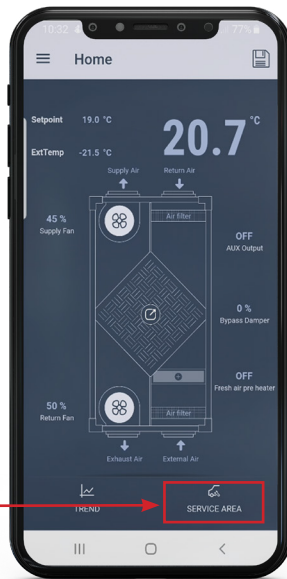 10:32
77%
Home
Setpoint 19.0 °C
20.7 °C
ExtTemp -21.5 °C
Supply Air
Return Air
Air filter
45 %
Supply Fan
OFF
AUX Output
0 %
Bypass Damper
OFF
Fresh air pre heater
50 %
Return Fan
Air filter
Exhaust Air
External Air
TREND
SERVICE AREA